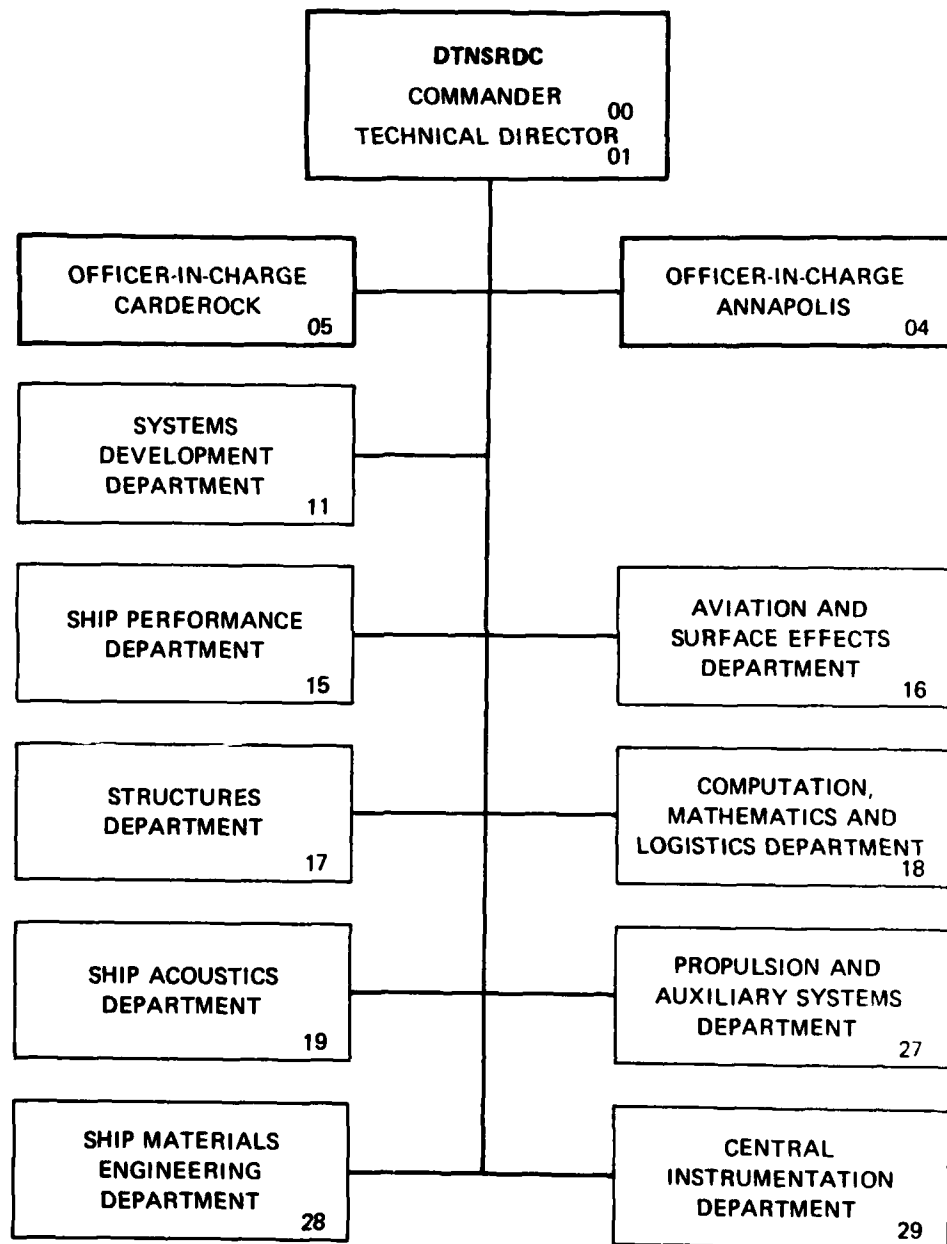 DTNSRDC
COMMANDER
00
TECHNICAL DIRECTOR
01
OFFICER-IN-CHARGE
CARDEROCK
05
OFFICER-IN-CHARGE
ANNAPOLIS
04
SYSTEMS
DEVELOPMENT
DEPARTMENT
11
SHIP PERFORMANCE
DEPARTMENT
15
AVIATION AND
SURFACE EFFECTS
DEPARTMENT
16
STRUCTURES
DEPARTMENT
17
COMPUTATION,
MATHEMATICS AND
LOGISTICS DEPARTMENT
18
SHIP ACOUSTICS
DEPARTMENT
19
PROPULSION AND
AUXILIARY SYSTEMS
DEPARTMENT
27
SHIP MATERIALS
ENGINEERING
DEPARTMENT
28
CENTRAL
INSTRUMENTATION
DEPARTMENT
29